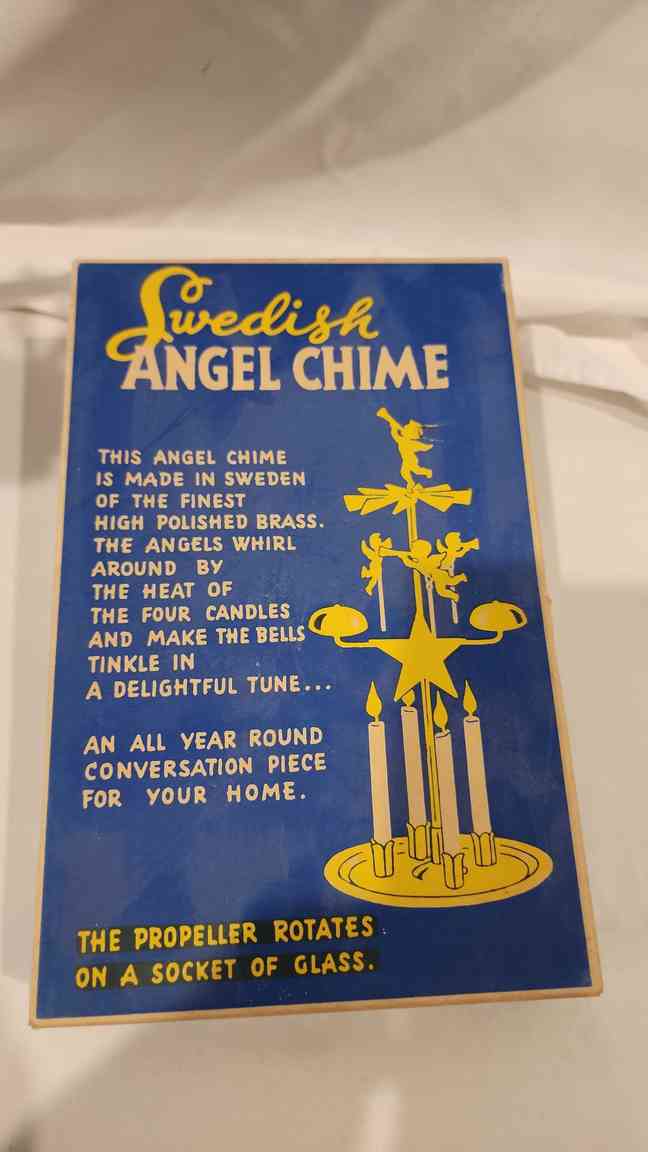 Swedish
ANGEL CHIME
THIS ANGEL CHIME
IS MADE IN SWEDEN
OF THE FINEST
HIGH POLISHED BRASS.
THE ANGELS WHIRL
AROUND BY
THE HEAT OF
THE FOUR CANDLES
AND MAKE THE BELLS
TINKLE IN
A DELIGHTFUL TUNE...
AN ALL YEAR ROUND
CONVERSATION PIECE
FOR YOUR HOME.
THE PROPELLER ROTATES
ON A SOCKET OF GLASS.